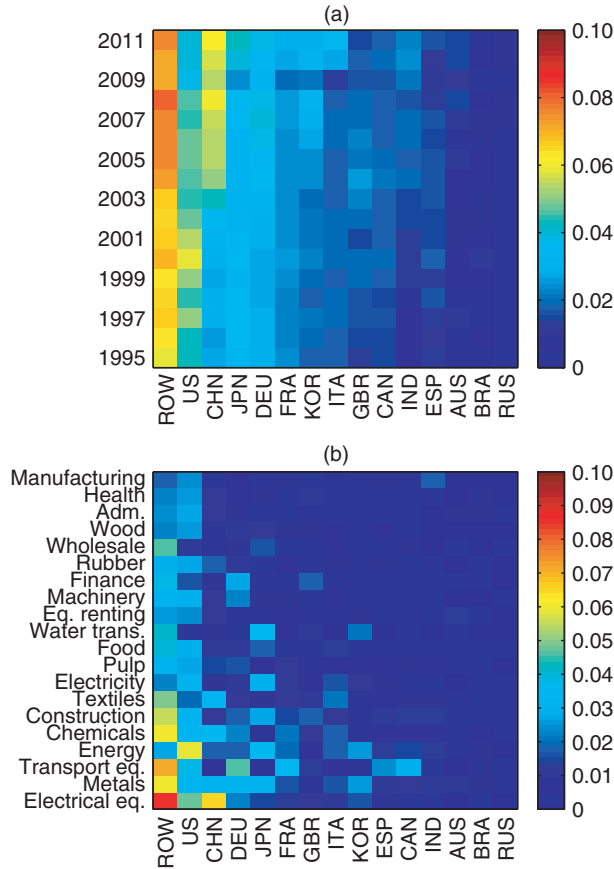 (a)
2011
2009
2007
2005
2003
2001
1999
1997
1995
0.10
0.08
0.06
0.04
0.02
0
ROW US CHN JPN DEU FRA KOR ITA GBR CAN IND ESP AUS BRA RUS
(b)
Manufacturing
Health
Adm.
Wood
Wholesale
Rubber
Finance
Machinery
Eq. renting
Water trans.
Food
Pulp
Electricity
Textiles
Construction
Chemicals
Energy
Transport eq.
Metals
Electrical eq.
0.10
0.09
0.08
0.07
0.06
0.05
0.04
0.03
0.02
0.01
0
ROW US CHN DEU JPN FRA GBR ITA KOR ESP CAN IND AUS BRA RUS